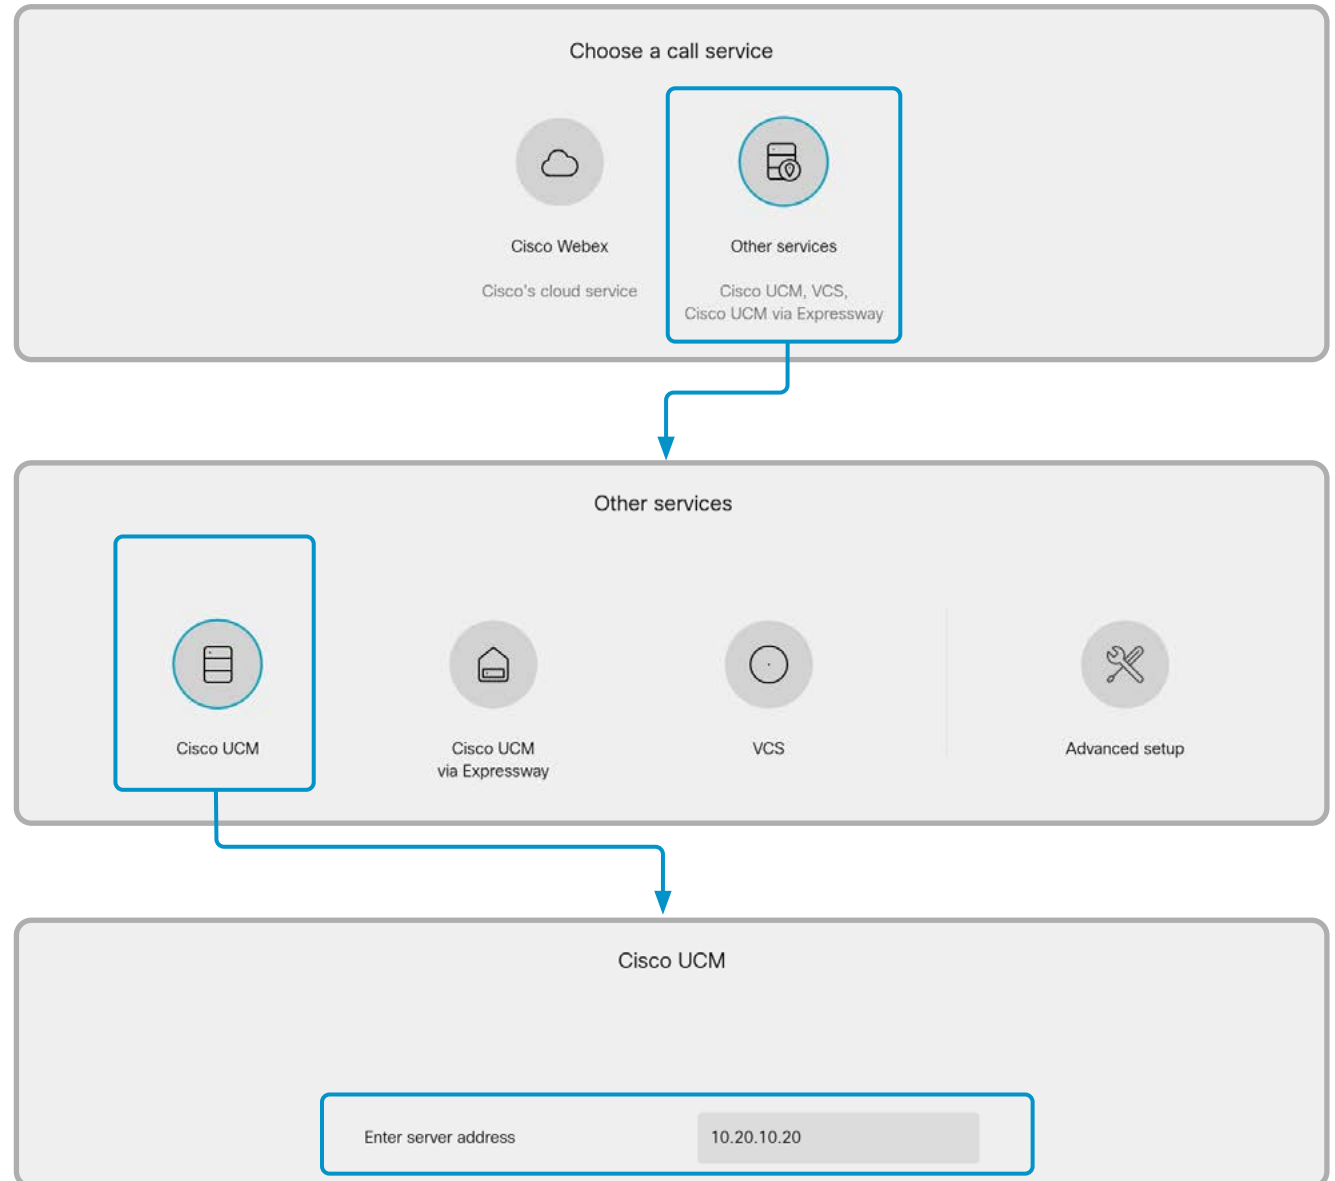 Choose a call service
Cisco Webex
Cisco's cloud service
Other services
Cisco UCM, VCS,
Cisco UCM via Expressway
Other services
Cisco UCM
Cisco UCM
via Expressway
VCS
Advanced setup
Cisco UCM
Enter server address
10.20.10.20